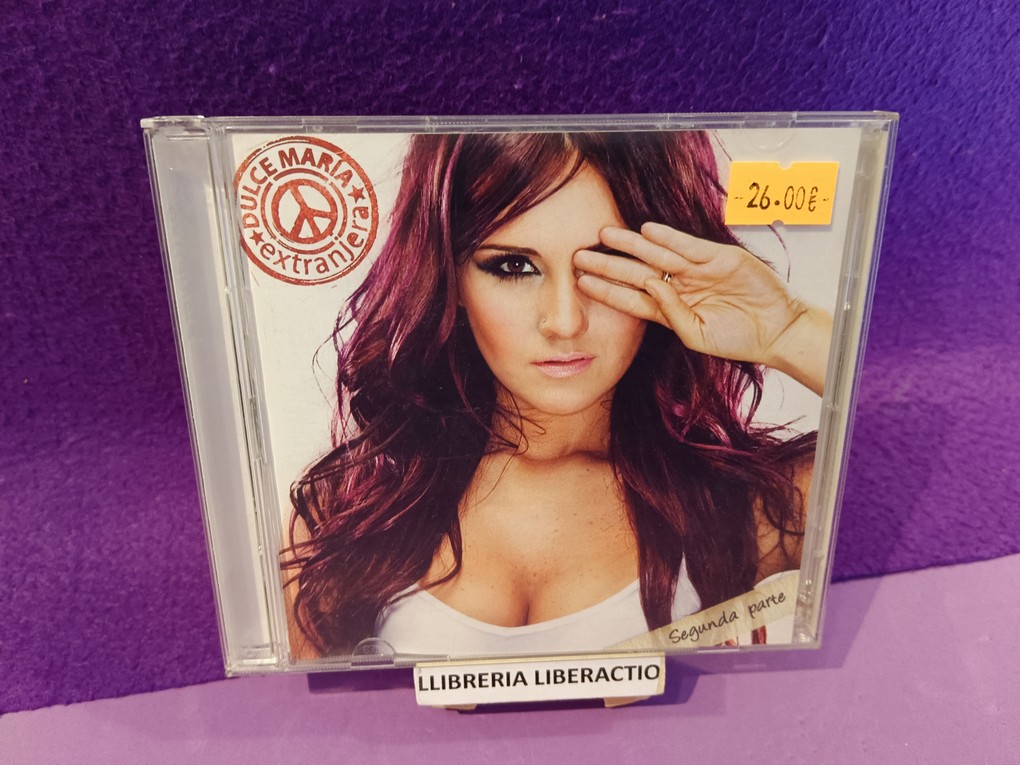 DULCE MARÍA
extranjera
-26.00€-
Segunda parte
LLIBRERIA LIBERACTIO